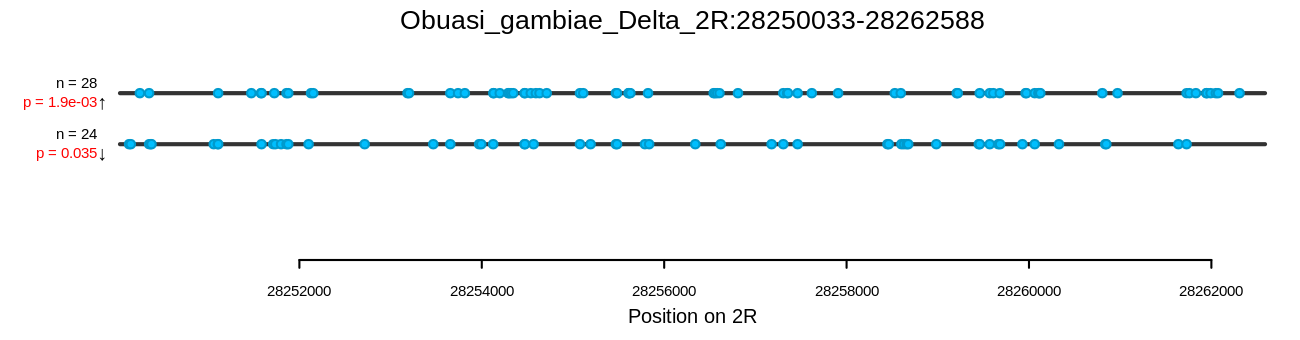 Obuasi_gambiae_Delta_2R:28250033-28262588
n = 28
p = 1.9e-03↑
n = 24
p = 0.035↓
28252000 28254000 28256000 28258000 28260000 28262000
Position on 2R